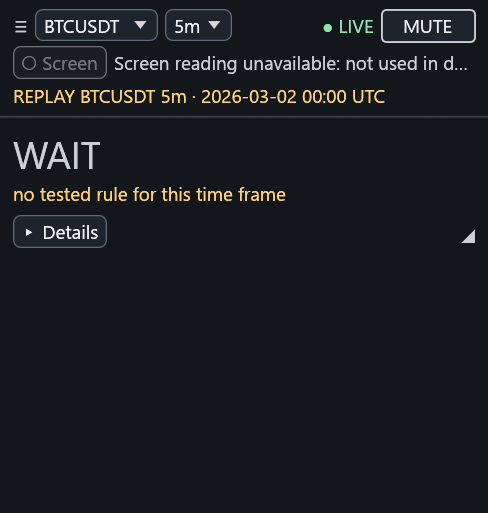 ☰ BTCUSDT ▼ 5m ▼ ● LIVE MUTE
○ Screen Screen reading unavailable: not used in d...
REPLAY BTCUSDT 5m · 2026-03-02 00:00 UTC
WAIT
no tested rule for this time frame
▸ Details